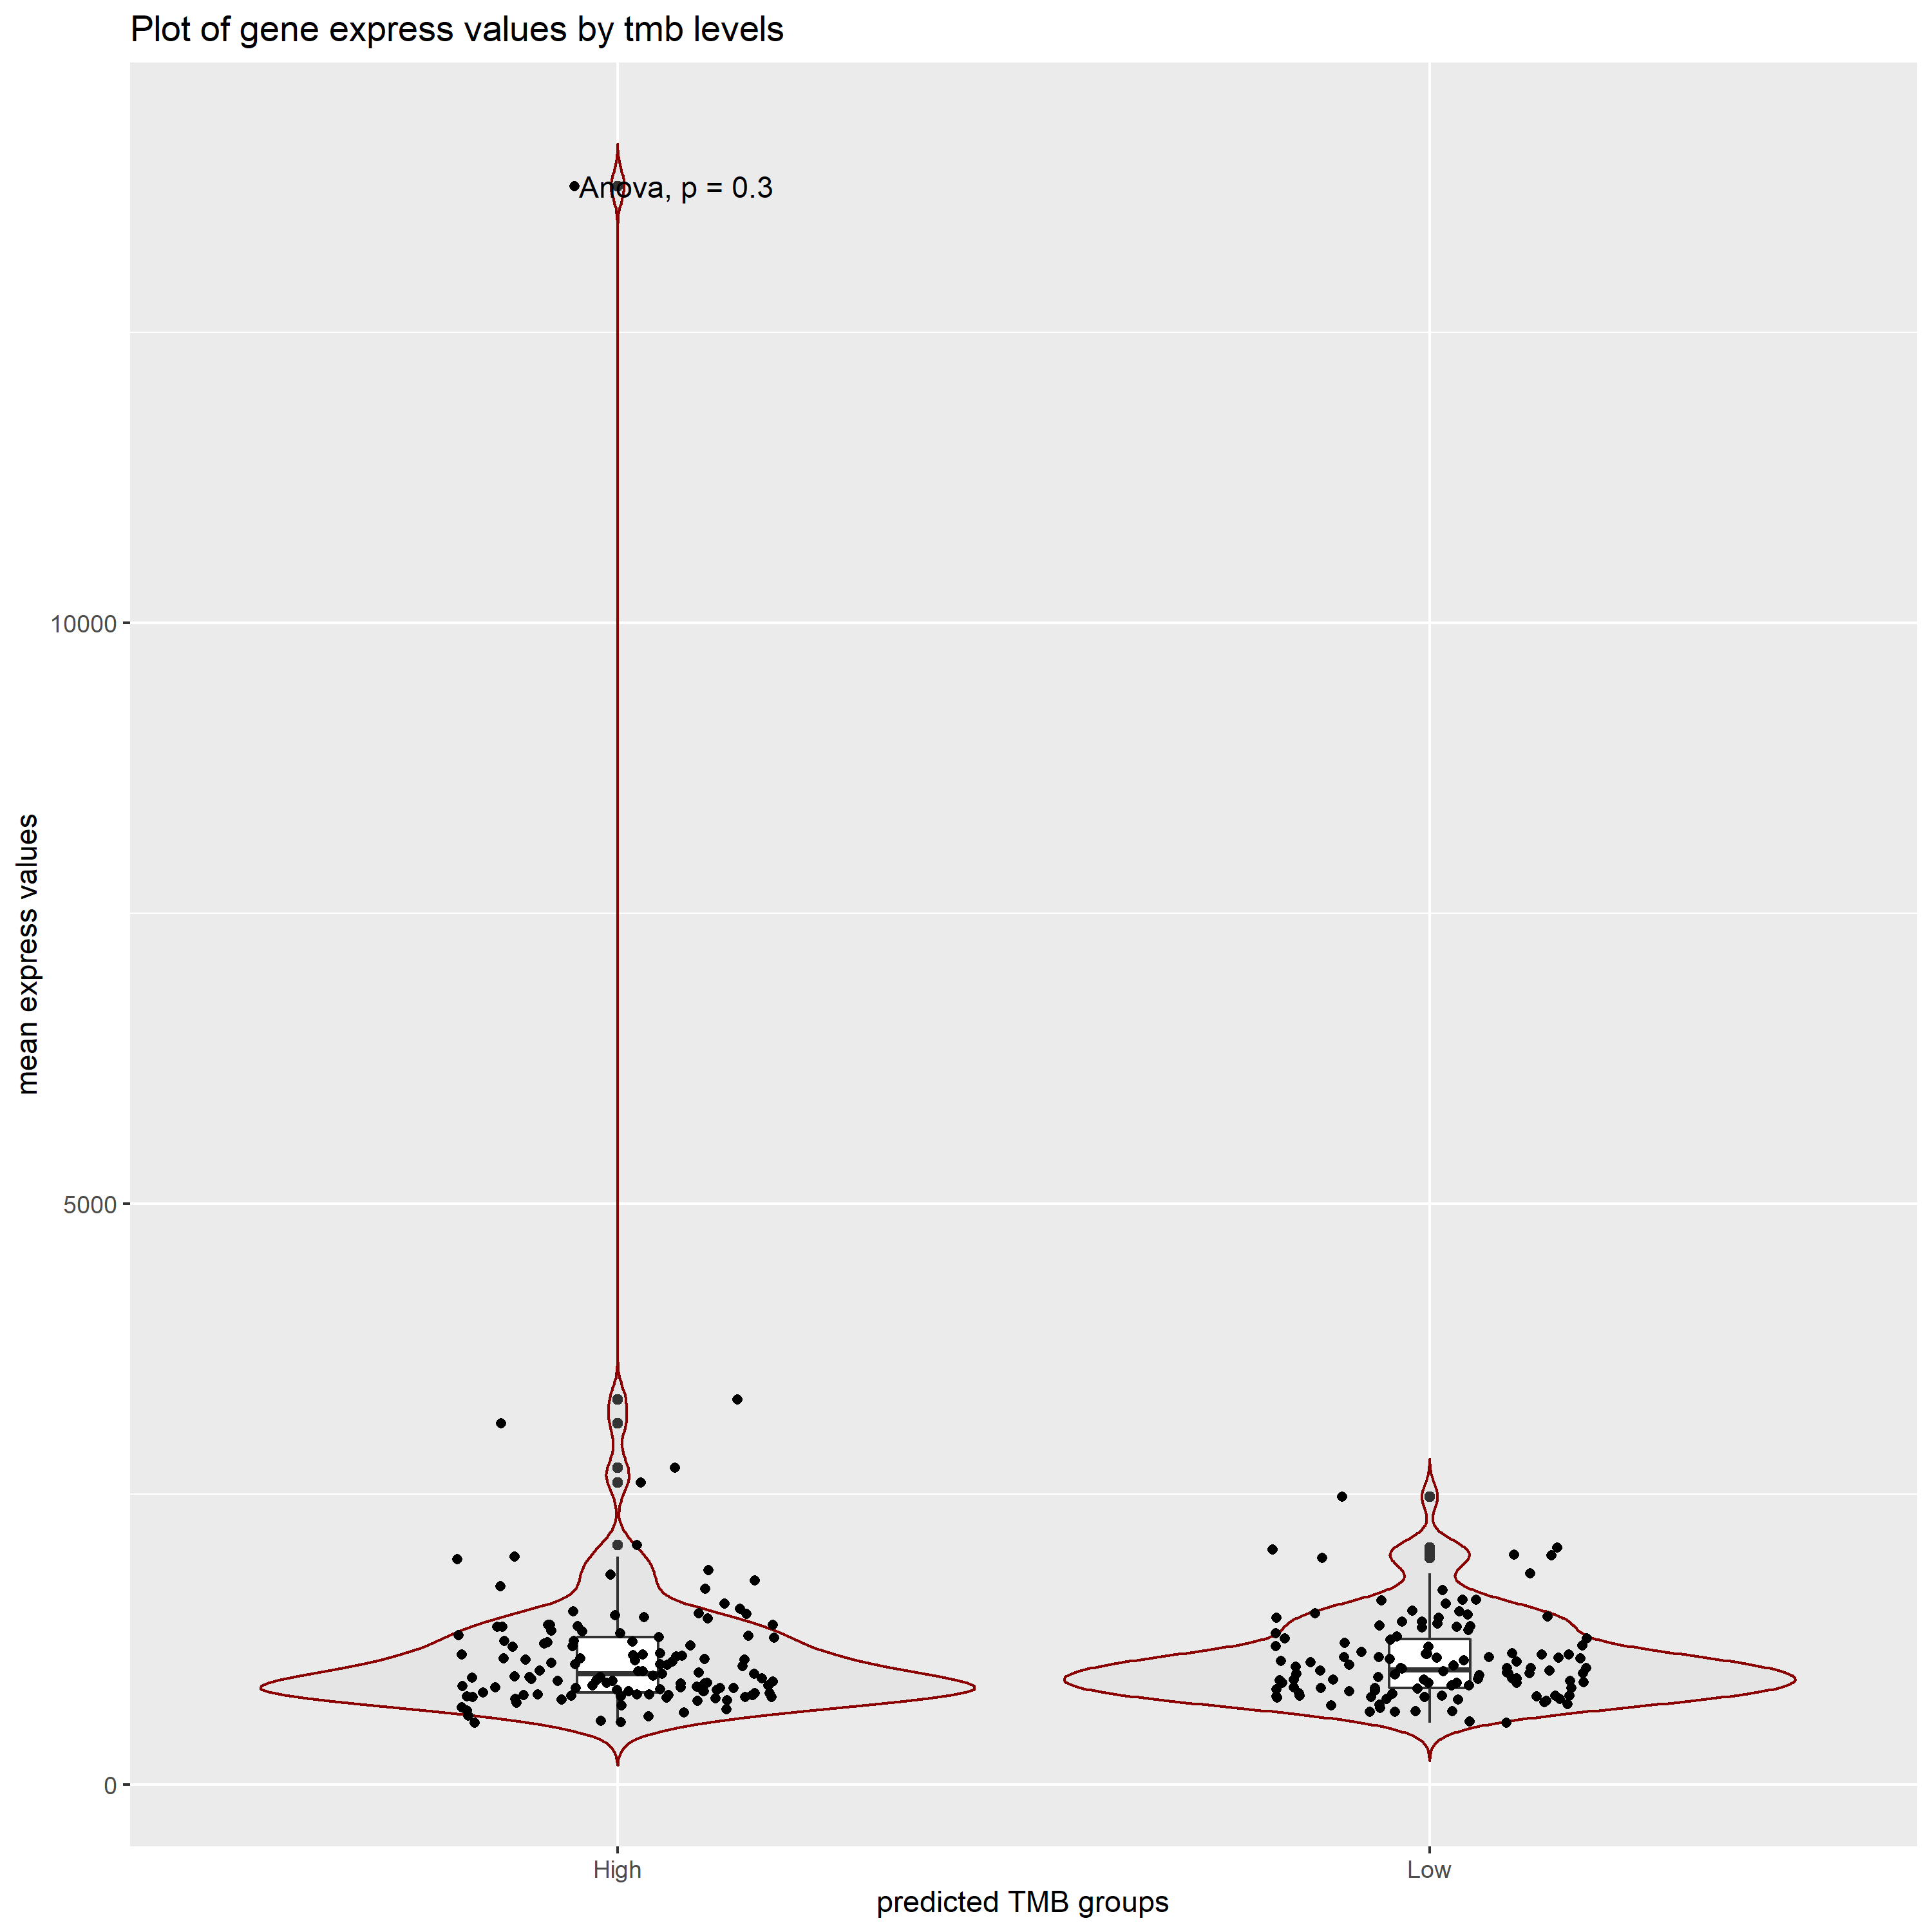 Plot of gene express values by tmb levels
Anova, p = 0.3
10000
5000
0
mean express values
High
Low
predicted TMB groups